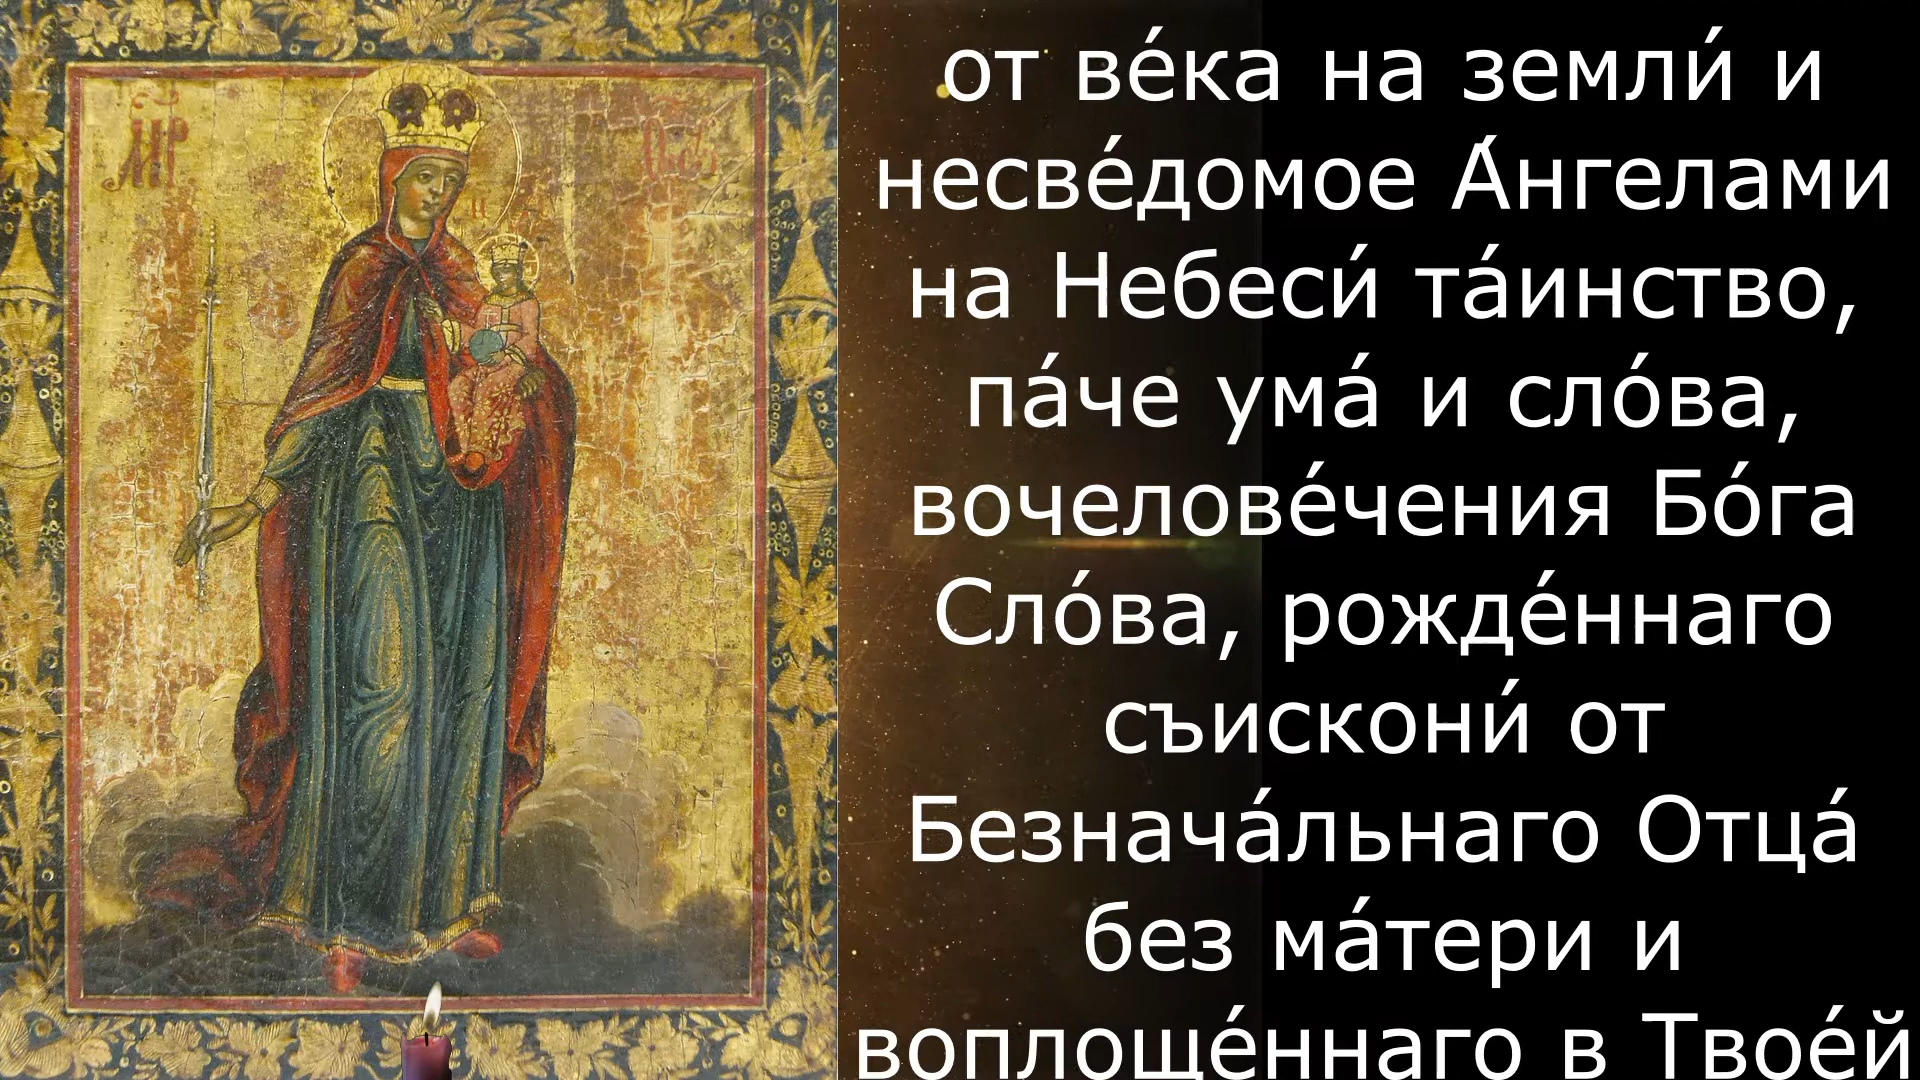 МР
от ве́ка на земли́ и
несве́домое А́нгелами
на Небеси́ та́инство,
па́че ума́ и сло́ва,
вочелове́чения Бо́га
Сло́ва, рожде́ннаго
съискони́ от
Безнача́льнаго Отца́
без ма́тери и
воплоще́ннаго в Твое́й